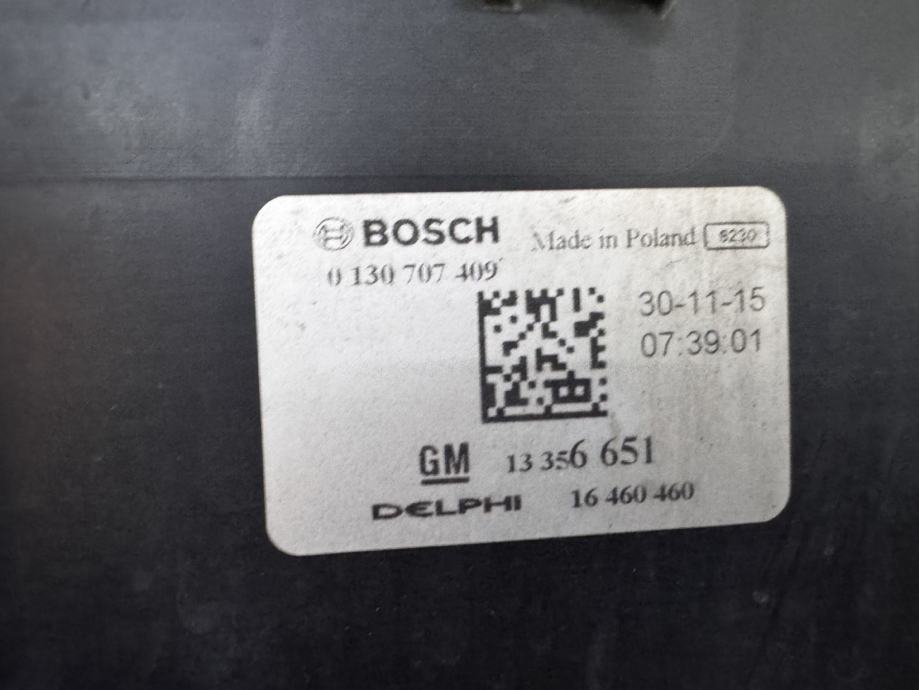 BOSCH Made in Poland 8230
0 130 707 409
30-11-15
07:39:01
GM 13 356 651
DELPHI 16 460 460